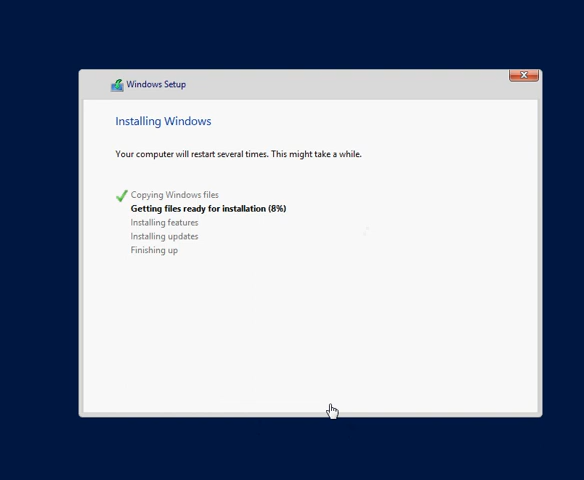 Windows Setup
Installing Windows
Your computer will restart several times. This might take a while.
Copying Windows files
Getting files ready for installation (8%)
Installing features
Installing updates
Finishing up